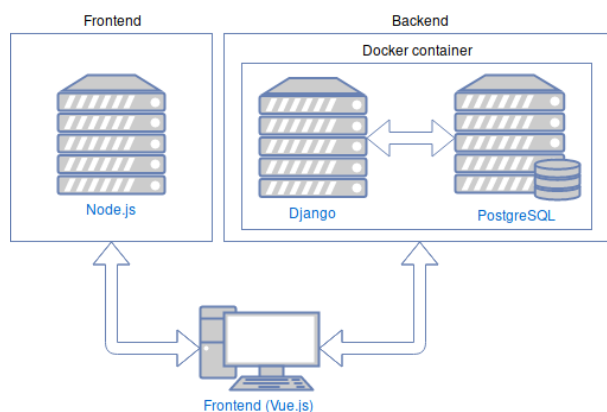 Frontend
Backend
Docker container
Node.js
Django
PostgreSQL
Frontend (Vue.js)